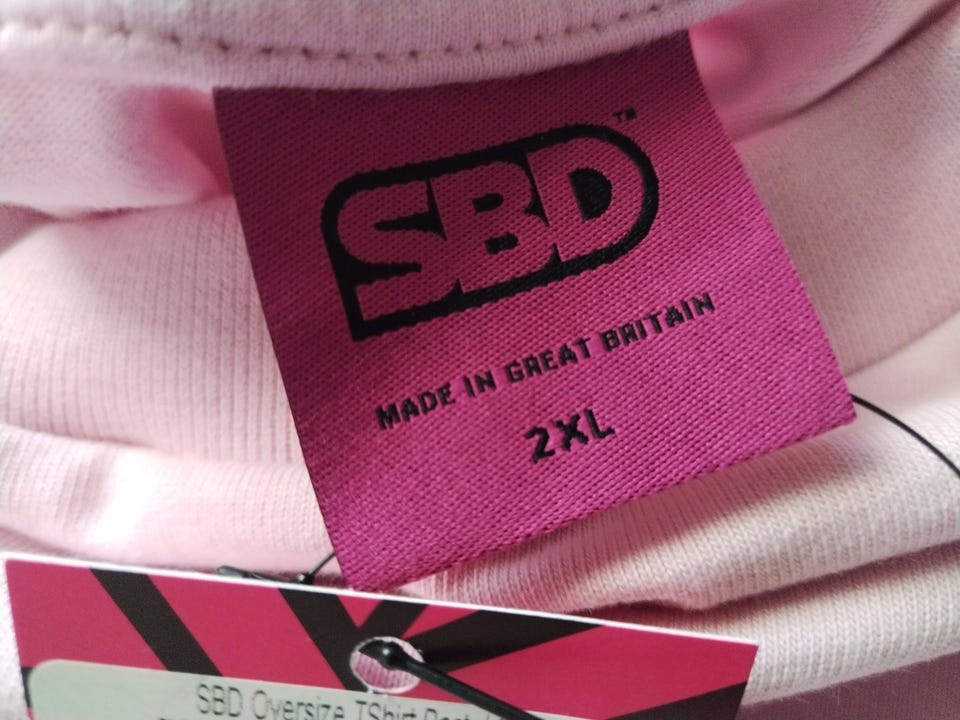 SBD™
MADE IN GREAT BRITAIN
2XL
SBD Oversize TShirt